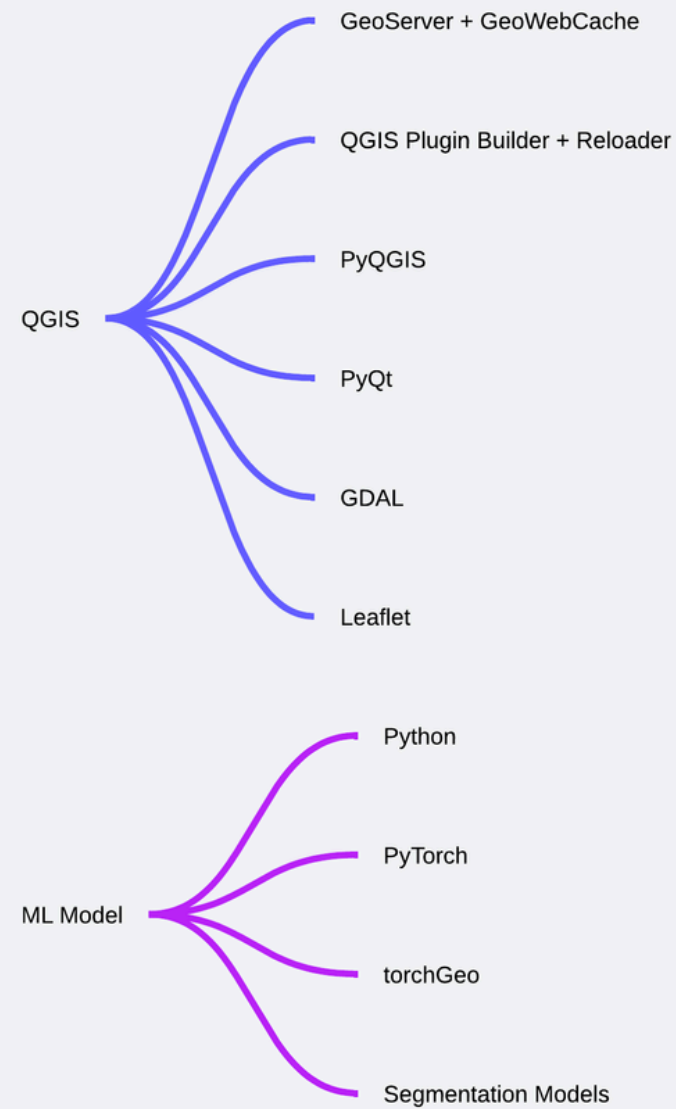 GeoServer + GeoWebCache
QGIS Plugin Builder + Reloader
PyQGIS
QGIS
PyQt
GDAL
Leaflet
Python
PyTorch
ML Model
torchGeo
Segmentation Models